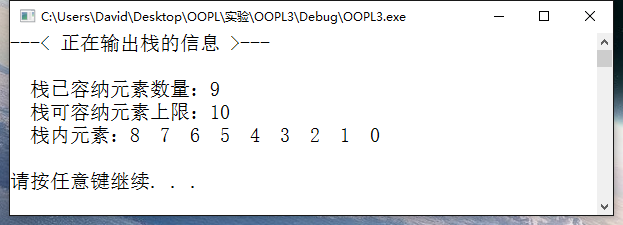 C:\Users\David\Desktop\OOPL\实验\OOPL3\Debug\OOPL3.exe
---< 正在输出栈的信息 >---
栈已容纳元素数量：9
栈可容纳元素上限：10
栈内元素：8 7 6 5 4 3 2 1 0
请按任意键继续. . .